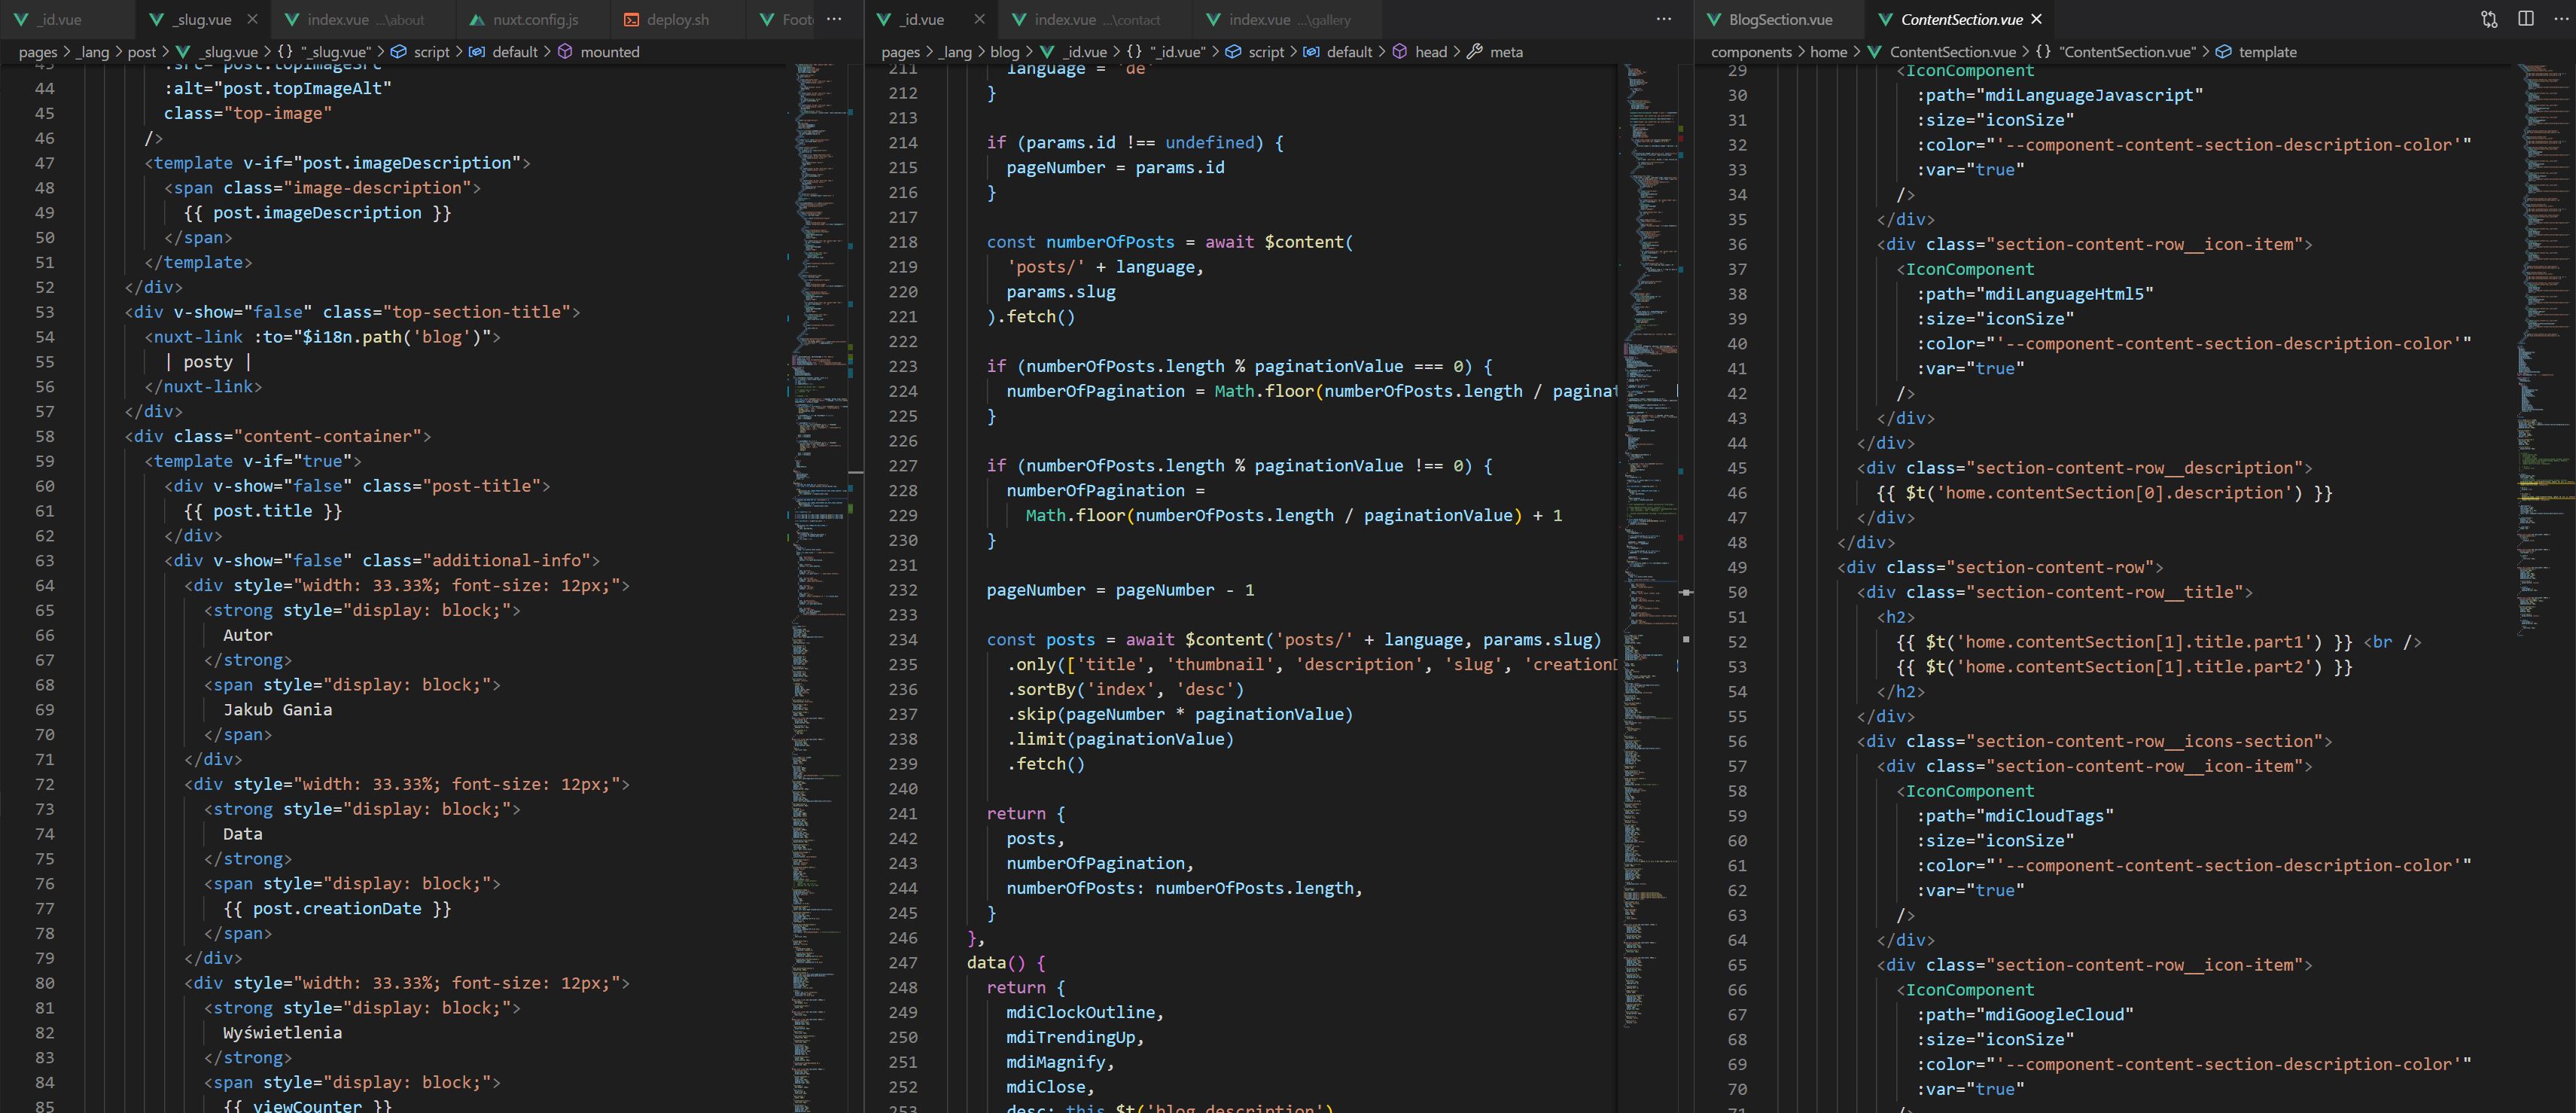 _id.vue
_slug.vue
index.vue ...\about
nuxt.config.js
deploy.sh
pages > _lang > post > _slug.vue > {} "_slug.vue" > script > default > mounted
44 :alt="post.topImageAlt"
45 class="top-image"
46 />
47 <template v-if="post.imageDescription">
48 <span class="image-description">
49 {{ post.imageDescription }}
50 </span>
51 </template>
52 </div>
53 <div v-show="false" class="top-section-title">
54 <nuxt-link :to="$i18n.path('blog')">
55 | posty |
56 </nuxt-link>
57 </div>
58 <div class="content-container">
59 <template v-if="true">
60 <div v-show="false" class="post-title">
61 {{ post.title }}
62 </div>
63 <div v-show="false" class="additional-info">
64 <div style="width: 33.33%; font-size: 12px;">
65 <strong style="display: block;">
66 Autor
67 </strong>
68 <span style="display: block;">
69 Jakub Gania
70 </span>
71 </div>
72 <div style="width: 33.33%; font-size: 12px;">
73 <strong style="display: block;">
74 Data
75 </strong>
76 <span style="display: block;">
77 {{ post.creationDate }}
78 </span>
79 </div>
80 <div style="width: 33.33%; font-size: 12px;">
81 <strong style="display: block;">
82 Wyświetlenia
83 </strong>
84 <span style="display: block;">
85 {{ viewCounter }}
_id.vue
index.vue ...\contact
index.vue ...\gallery
pages > _lang > blog > _id.vue > {} "_id.vue" > script > default > head > meta
211 language = 'de'
212 }
213
214 if (params.id !== undefined) {
215 pageNumber = params.id
216 }
217
218 const numberOfPosts = await $content(
219 'posts/' + language,
220 params.slug
221 ).fetch()
222
223 if (numberOfPosts.length % paginationValue === 0) {
224 numberOfPagination = Math.floor(numberOfPosts.length / paginat
225 }
226
227 if (numberOfPosts.length % paginationValue !== 0) {
228 numberOfPagination =
229 Math.floor(numberOfPosts.length / paginationValue) + 1
230 }
231
232 pageNumber = pageNumber - 1
233
234 const posts = await $content('posts/' + language, params.slug)
235 .only(['title', 'thumbnail', 'description', 'slug', 'creation
236 .sortBy('index', 'desc')
237 .skip(pageNumber * paginationValue)
238 .limit(paginationValue)
239 .fetch()
240
241 return {
242 posts,
243 numberOfPagination,
244 numberOfPosts: numberOfPosts.length,
245 }
246 },
247 data() {
248 return {
249 mdiClockOutline,
250 mdiTrendingUp,
251 mdiMagnify,
252 mdiClose,
BlogSection.vue
ContentSection.vue
components > home > ContentSection.vue > {} "ContentSection.vue" > template
29 <IconComponent
30 :path="mdiLanguageJavascript"
31 :size="iconSize"
32 :color="'--component-content-section-description-color'"
33 :var="true"
34 />
35 </div>
36 <div class="section-content-row__icon-item">
37 <IconComponent
38 :path="mdiLanguageHtml5"
39 :size="iconSize"
40 :color="'--component-content-section-description-color'"
41 :var="true"
42 />
43 </div>
44 </div>
45 <div class="section-content-row__description">
46 {{ $t('home.contentSection[0].description') }}
47 </div>
48 </div>
49 <div class="section-content-row">
50 <div class="section-content-row__title">
51 <h2>
52 {{ $t('home.contentSection[1].title.part1') }} <br />
53 {{ $t('home.contentSection[1].title.part2') }}
54 </h2>
55 </div>
56 <div class="section-content-row__icons-section">
57 <div class="section-content-row__icon-item">
58 <IconComponent
59 :path="mdiCloudTags"
60 :size="iconSize"
61 :color="'--component-content-section-description-color'"
62 :var="true"
63 />
64 </div>
65 <div class="section-content-row__icon-item">
66 <IconComponent
67 :path="mdiGoogleCloud"
68 :size="iconSize"
69 :color="'--component-content-section-description-color'"
70 :var="true"